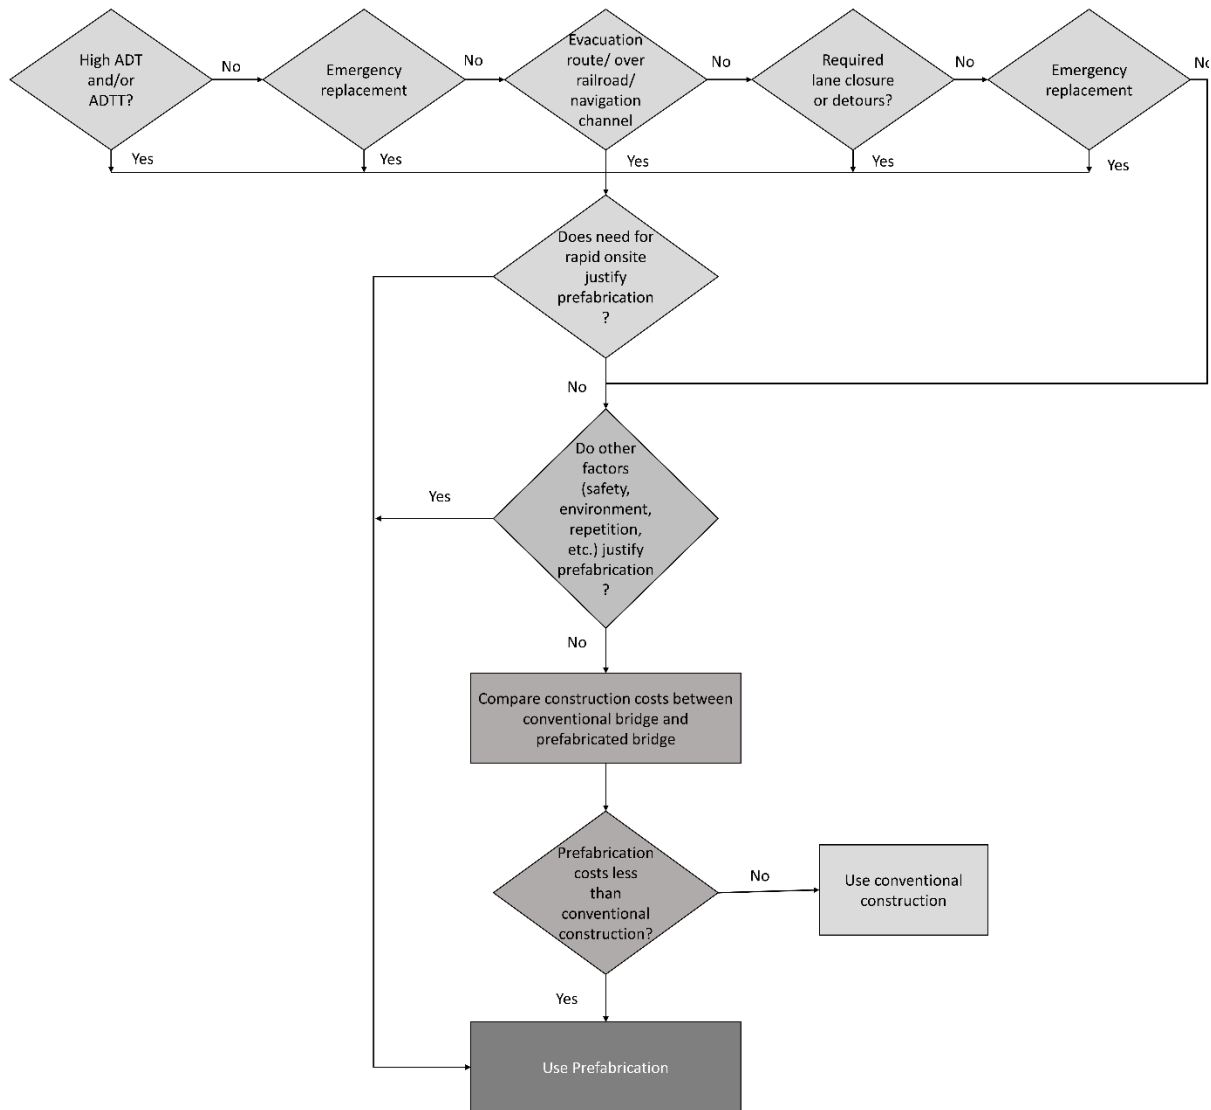 High ADT
and/or
ADTT?
No
Emergency
replacement
No
Evacuation
route/ over
railroad/
navigation
channel
No
Required
lane closure
or detours?
No
Emergency
replacement
No
Yes
Yes
Yes
Yes
Yes
Does need for
rapid onsite
justify
prefabrication
?
No
Do other
factors
(safety,
environment,
repetition,
etc.) justify
prefabrication
?
Yes
No
Compare construction costs between
conventional bridge and
prefabricated bridge
Prefabrication
costs less
than
conventional
construction?
No
Use conventional
construction
Yes
Use Prefabrication